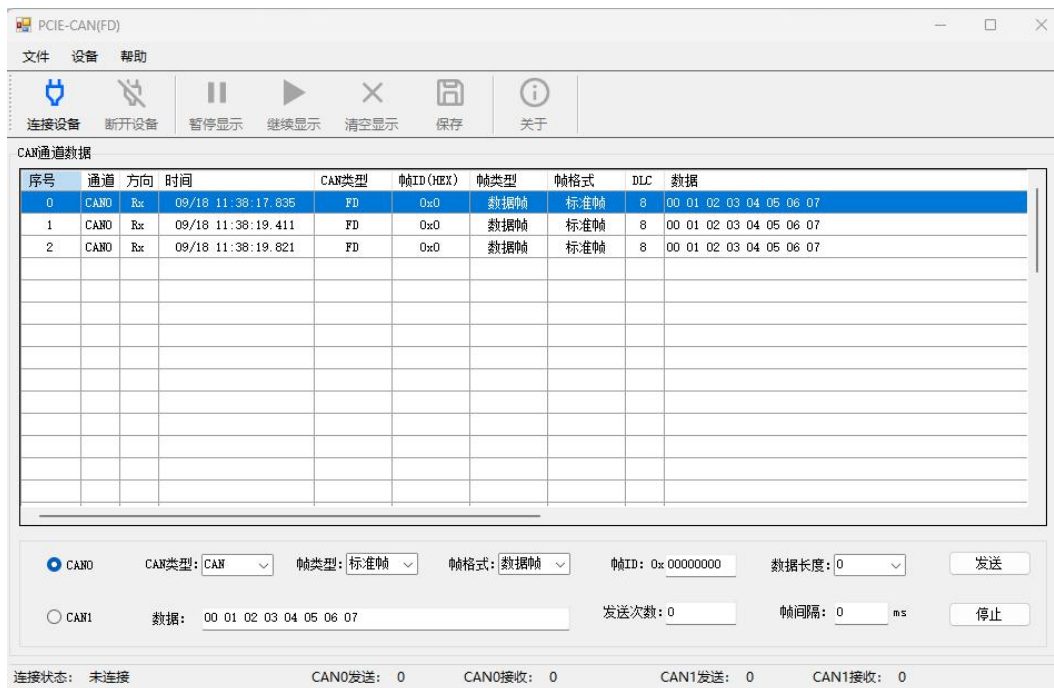 PCIE-CAN(FD)
文件 设备 帮助
连接设备 断开设备 暂停显示 继续显示 清空显示 保存 关于
CAN通道数据
序号 通道 方向 时间 CAN类型 帧ID(HEX) 帧类型 帧格式 DLC 数据
0 CAN0 Rx 09/18 11:38:17.835 FD 0x0 数据帧 标准帧 8 00 01 02 03 04 05 06 07
1 CAN0 Rx 09/18 11:38:19.411 FD 0x0 数据帧 标准帧 8 00 01 02 03 04 05 06 07
2 CAN0 Rx 09/18 11:38:19.821 FD 0x0 数据帧 标准帧 8 00 01 02 03 04 05 06 07
CAN0 CAN类型: CAN 帧类型: 标准帧 帧格式: 数据帧 帧ID: 0x 00000000 数据长度: 0 发送
CAN1 数据: 00 01 02 03 04 05 06 07 发送次数: 0 帧间隔: 0 ms 停止
连接状态: 未连接 CAN0发送: 0 CAN0接收: 0 CAN1发送: 0 CAN1接收: 0